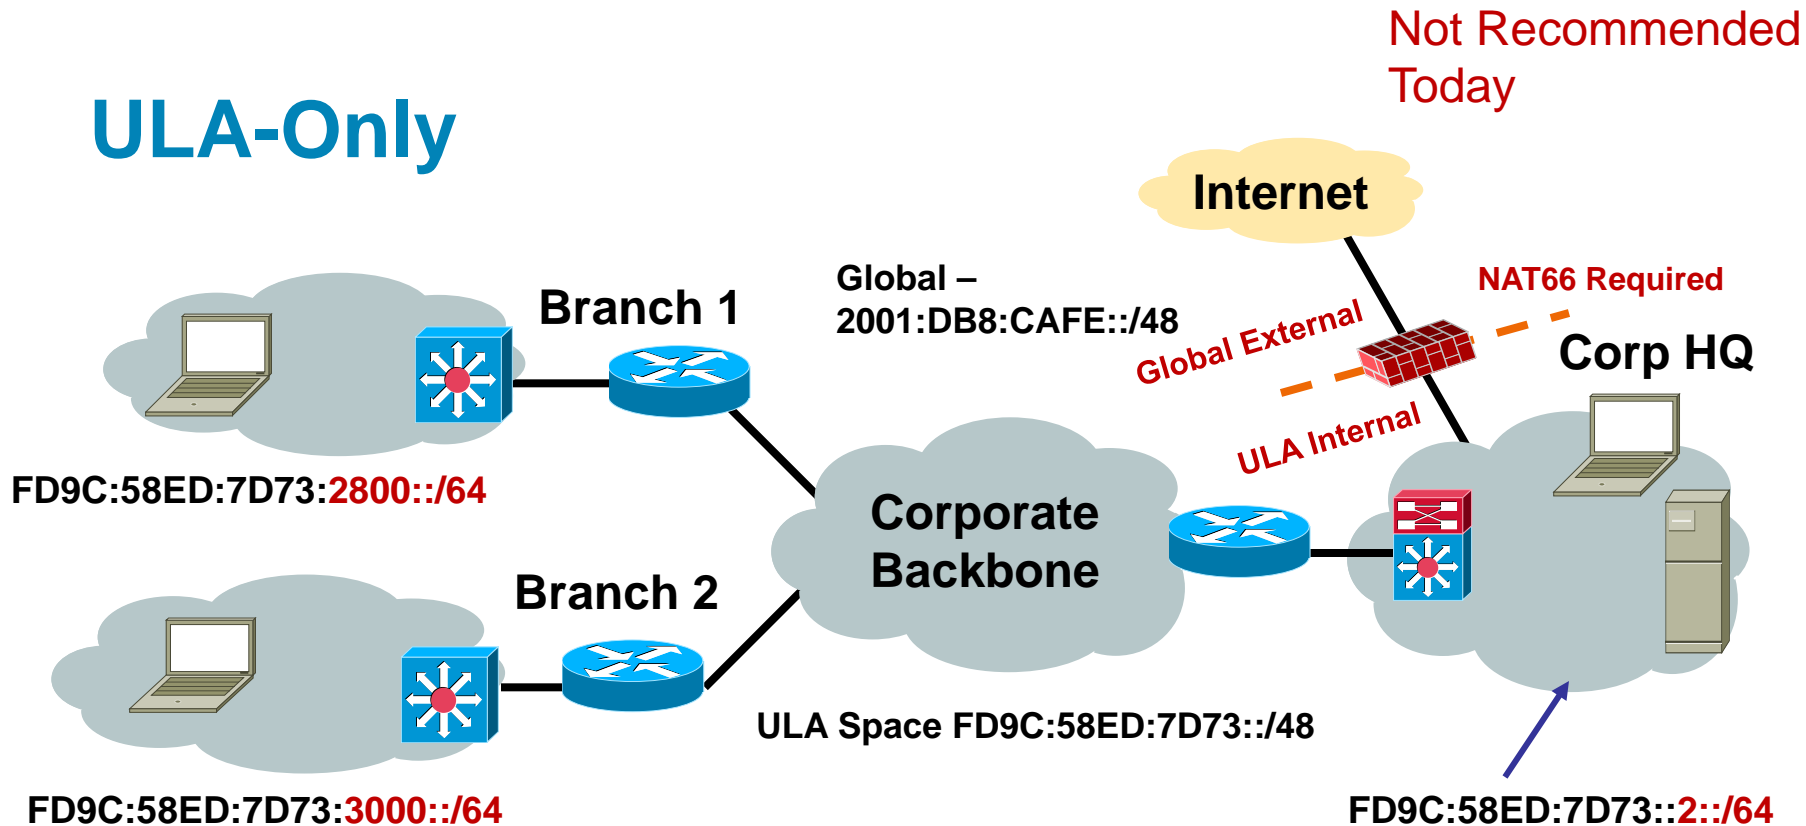 Not Recommended
Today
ULA-Only
Internet
Global –
2001:DB8:CAFE::/48
NAT66 Required
Global External
ULA Internal
Branch 1
Corp HQ
FD9C:58ED:7D73:2800::/64
Corporate
Backbone
Branch 2
ULA Space FD9C:58ED:7D73::/48
FD9C:58ED:7D73:3000::/64
FD9C:58ED:7D73::2::/64